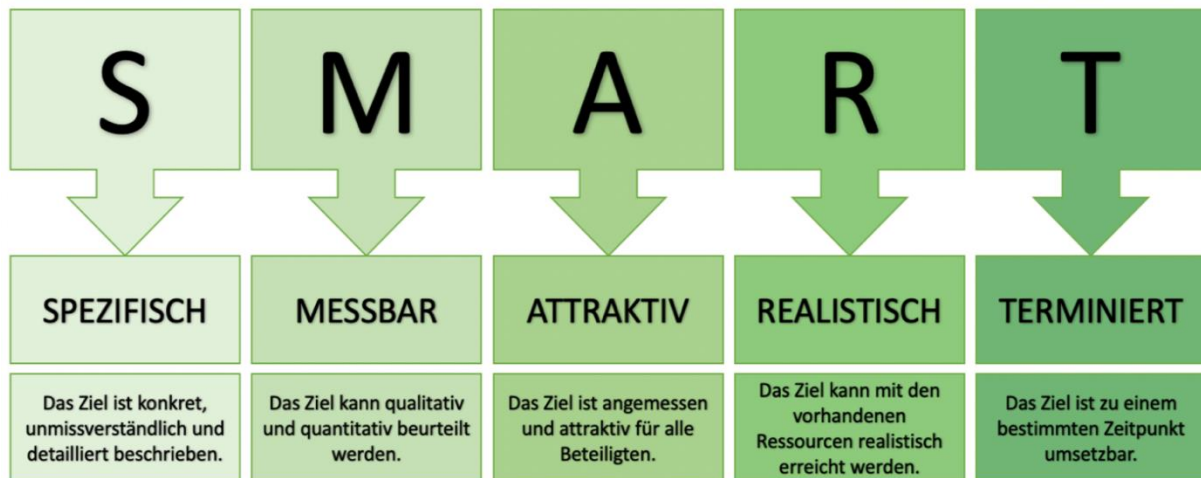 S
M
A
R
T
SPEZIFISCH
MESSBAR
ATTRAKTIV
REALISTISCH
TERMINIERT
Das Ziel ist konkret,
unmissverständlich und
detailliert beschrieben.
Das Ziel kann qualitativ
und quantitativ beurteilt
werden.
Das Ziel ist angemessen
und attraktiv für alle
Beteiligten.
Das Ziel kann mit den
vorhandenen
Ressourcen realistisch
erreicht werden.
Das Ziel ist zu einem
bestimmten Zeitpunkt
umsetzbar.